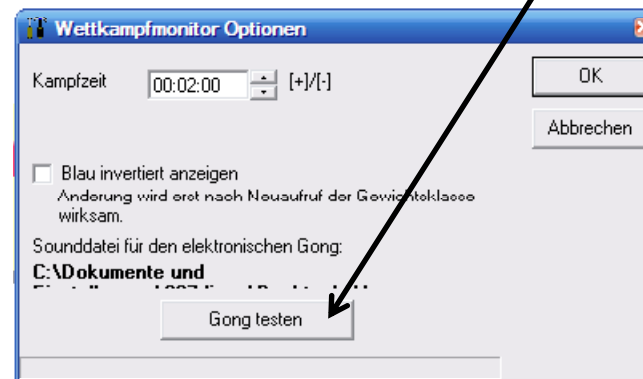 Wettkampfmonitor Optionen
Kampfzeit 00:02:00 [+]/[-] OK
Abbrechen
Blau invertiert anzeigen
Änderung wird erst nach Neuaufruf der Gewichtsklasse
wirksam.
Sounddatei für den elektronischen Gong:
C:\Dokumente und
Gong testen